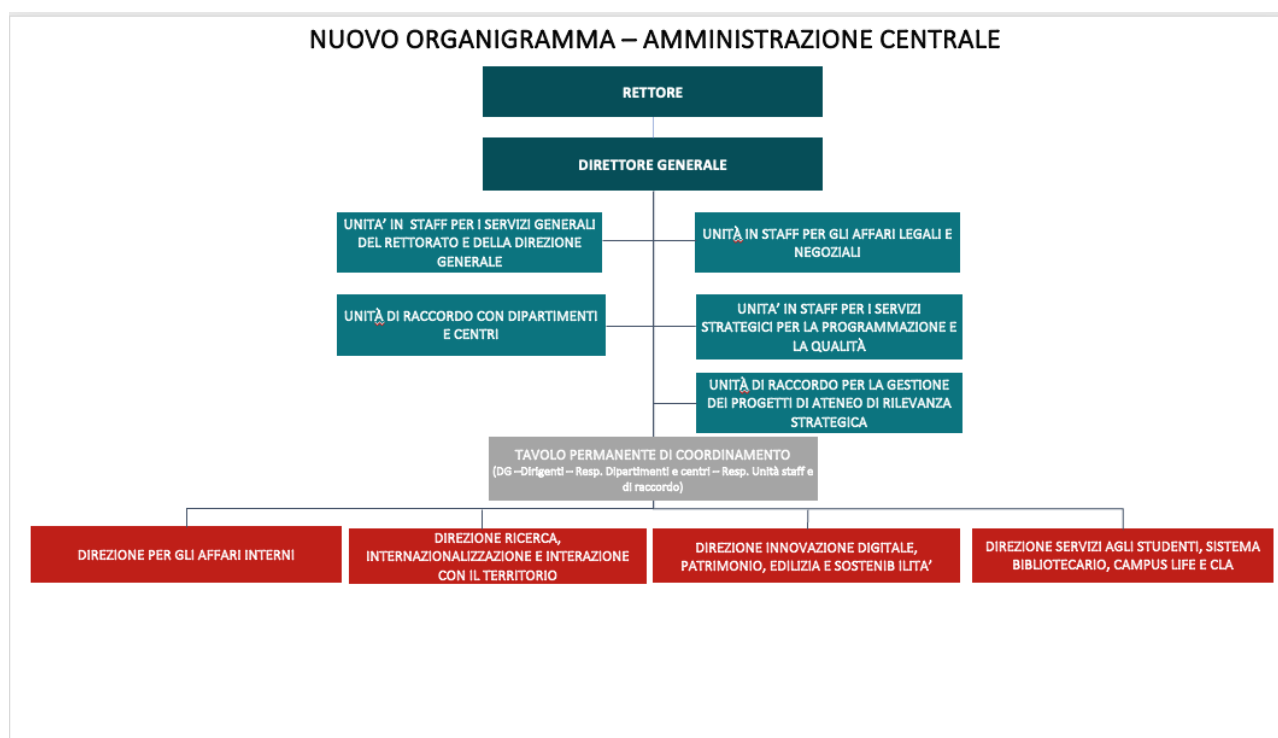 NUOVO ORGANIGRAMMA – AMMINISTRAZIONE CENTRALE
RETTORE
DIRETTORE GENERALE
UNITA’ IN  STAFF PER I SERVIZI GENERALI
DEL RETTORATO E DELLA DIREZIONE
GENERALE
UNITÀ IN STAFF PER GLI AFFARI LEGALI E
NEGOZIALI
UNITÀ DI RACCORDO CON DIPARTIMENTI
E CENTRI
UNITA’ IN STAFF PER I SERVIZI
STRATEGICI PER LA PROGRAMMAZIONE E
LA QUALITÀ
UNITÀ DI RACCORDO PER LA GESTIONE
DEI PROGETTI DI ATENEO DI RILEVANZA
STRATEGICA
TAVOLO PERMANENTE DI COORDINAMENTO
(DG –Dirigenti – Resp. Dipartimenti e centri – Resp. Unità staff e
di raccordo)
DIREZIONE PER GLI AFFARI INTERNI
DIREZIONE RICERCA,
INTERNAZIONALIZZAZIONE E INTERAZIONE
CON IL TERRITORIO
DIREZIONE INNOVAZIONE DIGITALE,
PATRIMONIO, EDILIZIA E SOSTENIB ILITA’
DIREZIONE SERVIZI AGLI STUDENTI, SISTEMA
BIBLIOTECARIO, CAMPUS LIFE E CLA